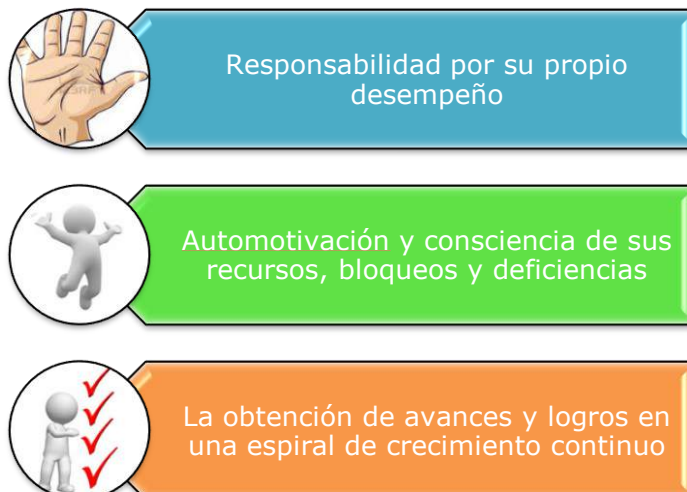 Responsabilidad por su propio
desempeño
Automotivación y consciencia de sus
recursos, bloqueos y deficiencias
La obtención de avances y logros en
una espiral de crecimiento continuo